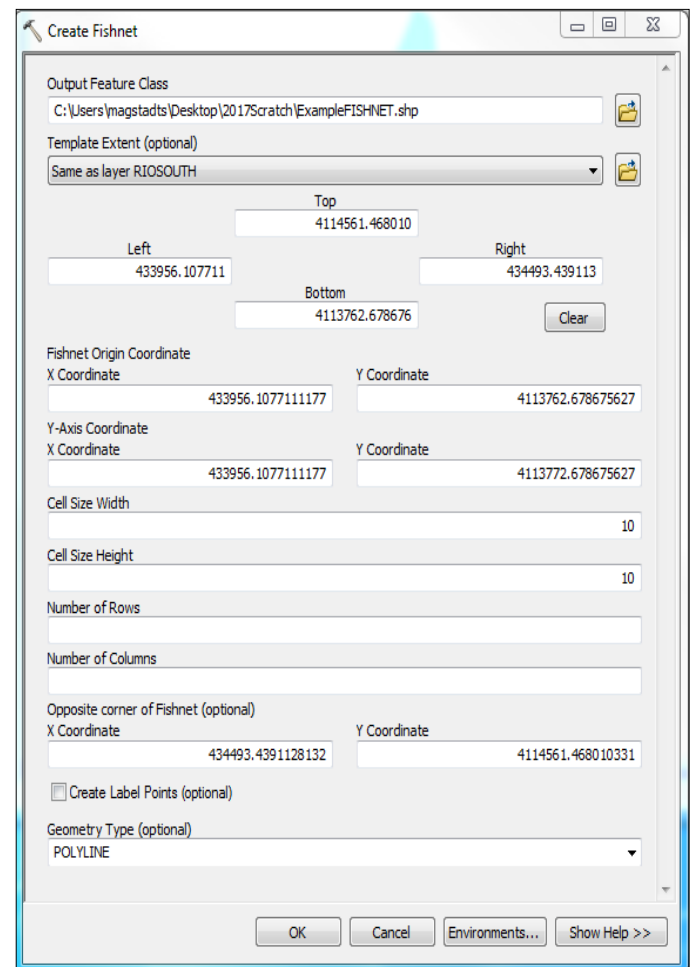 Create Fishnet
Output Feature Class
C:\Users\magstadts\Desktop\2017Scratch\ExampleFISHNET.shp
Template Extent (optional)
Same as layer RIOSOUTH
Top
4114561.468010
Left Right
433956.107711 434493.439113
Bottom
4113762.678676
Clear
Fishnet Origin Coordinate
X Coordinate Y Coordinate
433956.1077111177 4113762.678675627
Y-Axis Coordinate
X Coordinate Y Coordinate
433956.1077111177 4113772.678675627
Cell Size Width
10
Cell Size Height
10
Number of Rows
Number of Columns
Opposite corner of Fishnet (optional)
X Coordinate Y Coordinate
434493.4391128132 4114561.468010331
Create Label Points (optional)
Geometry Type (optional)
POLYLINE
OK Cancel Environments... Show Help >>